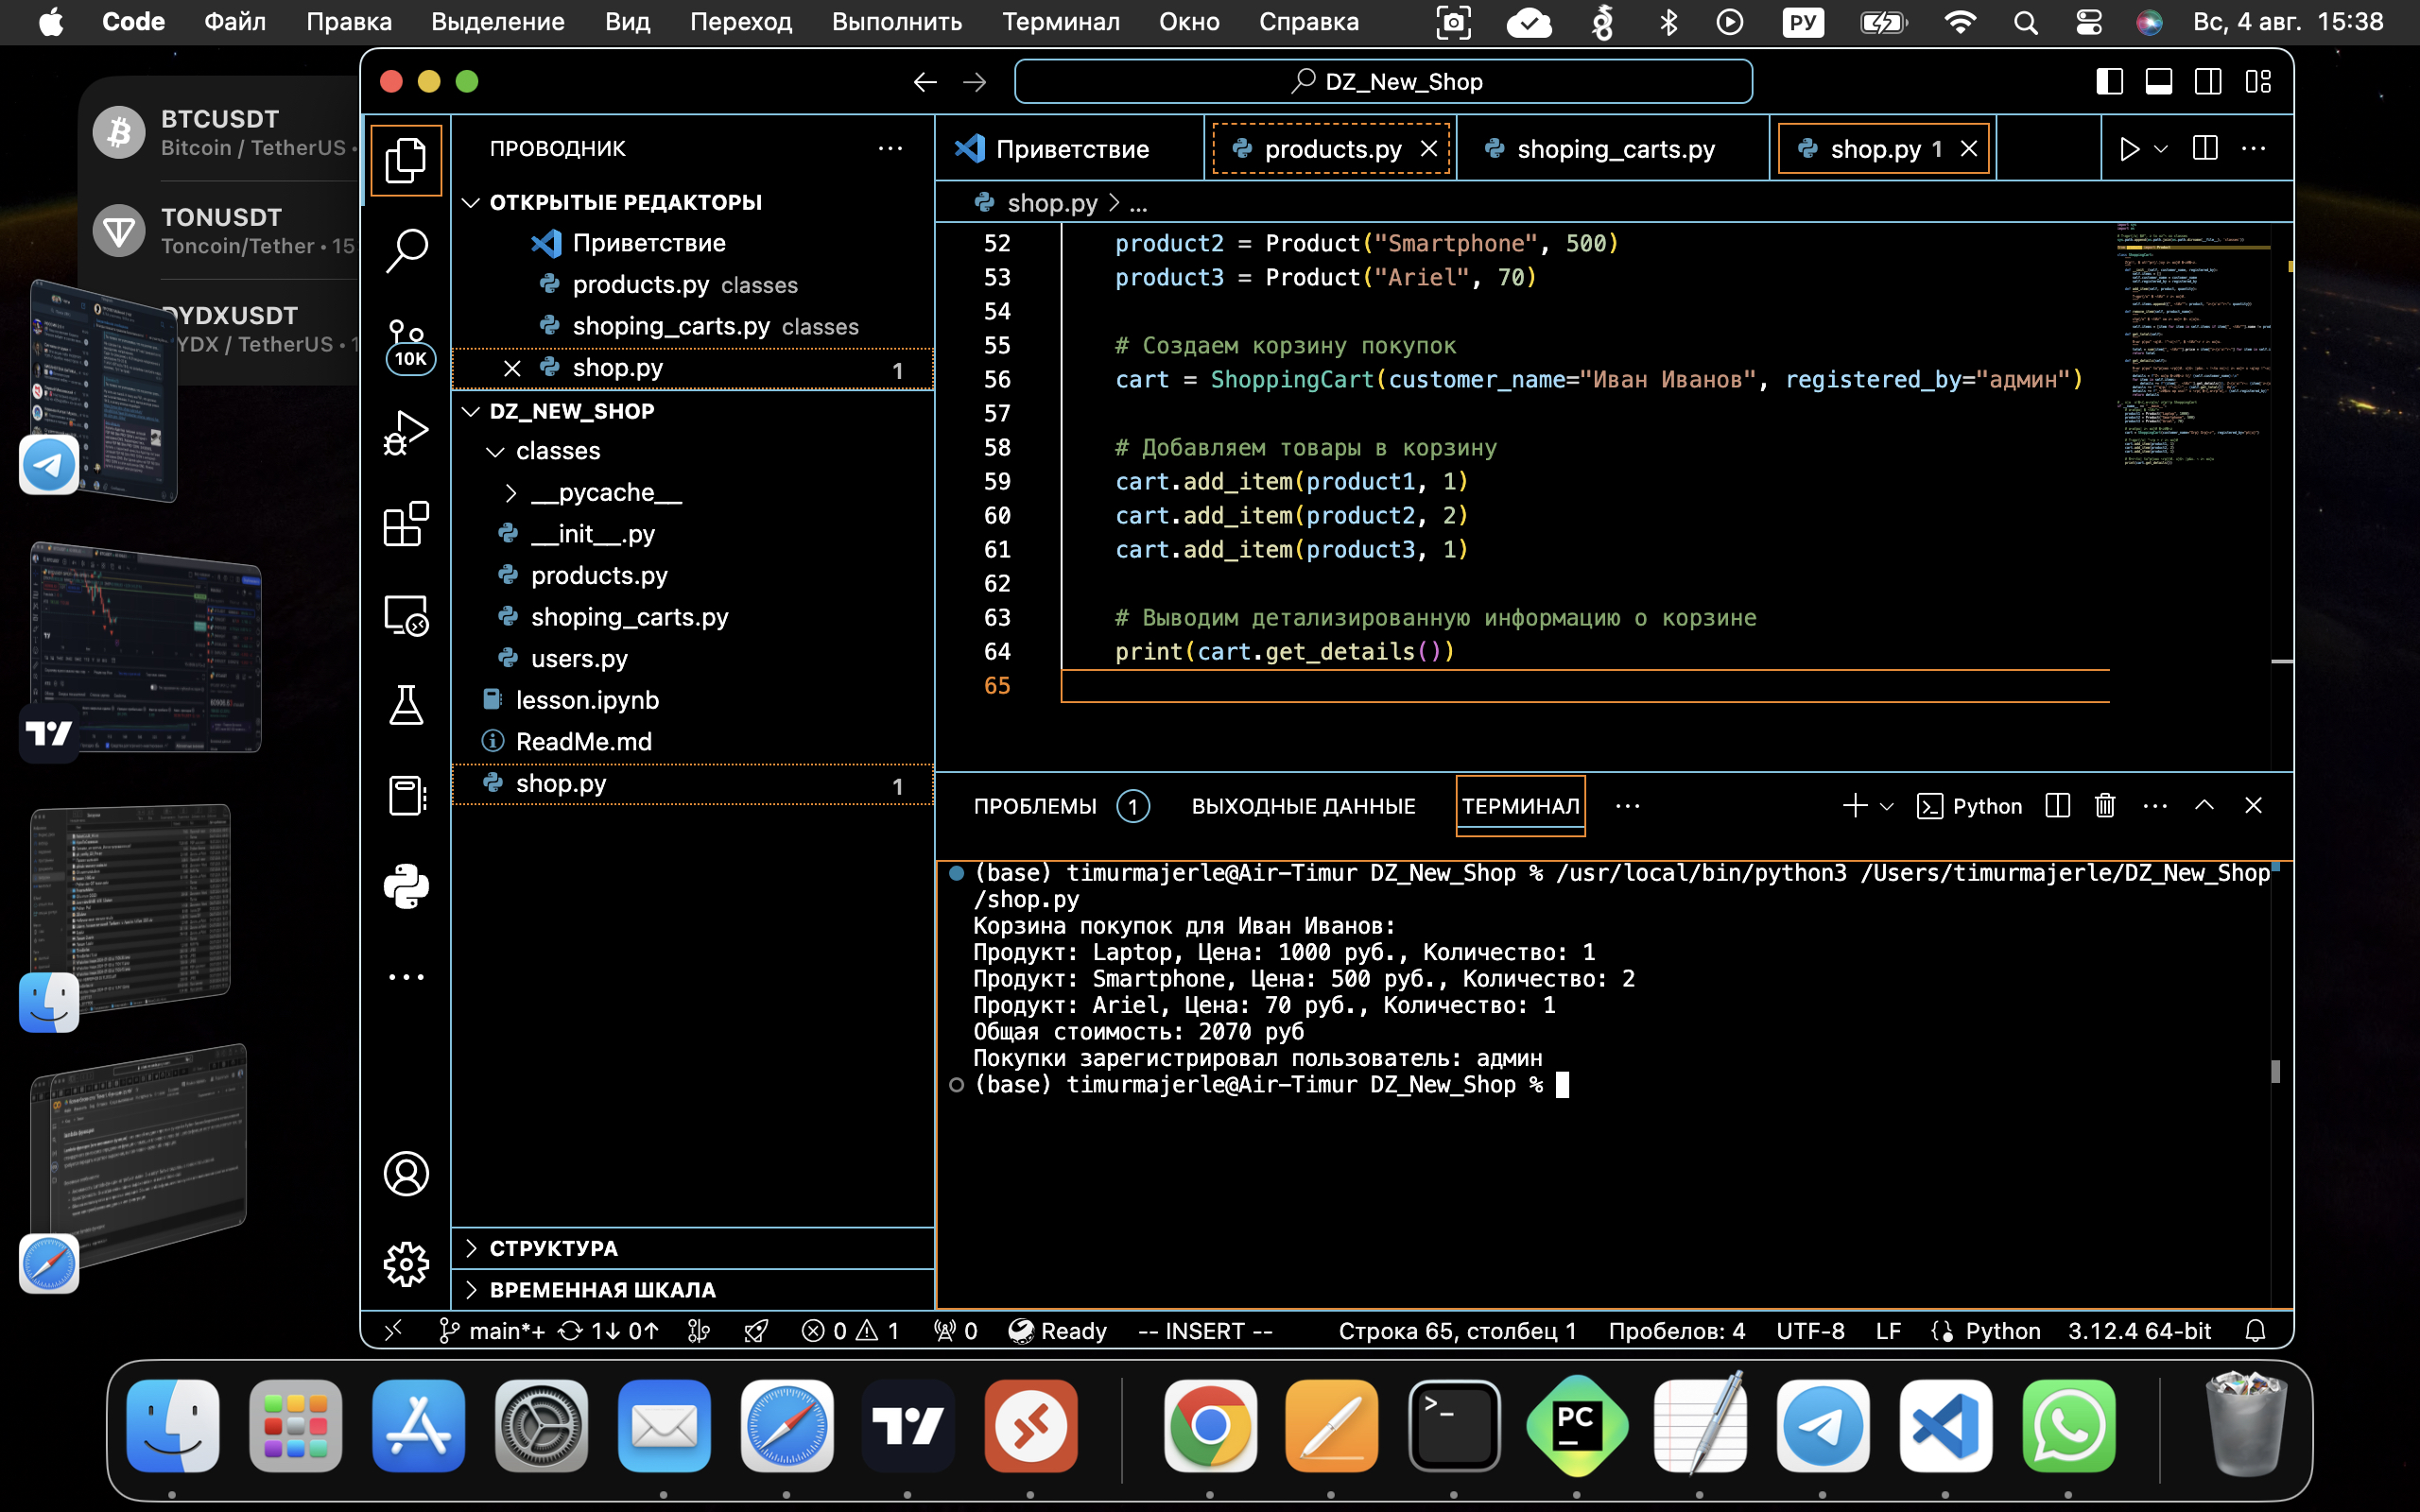 Code Файл Правка Выделение Вид Переход Выполнить Терминал Окно Справка РУ Вс, 4 авг. 15:38
BTCUSDT
Bitcoin / TetherUS •
TONUSDT
Toncoin/Tether • 15
DYDXUSDT
YDX / TetherUS • 1
DZ_New_Shop
ПРОВОДНИК
ОТКРЫТЫЕ РЕДАКТОРЫ
Приветствие
products.py classes
shoping_carts.py classes
shop.py 1
10K
DZ_NEW_SHOP
classes
__pycache__
__init__.py
products.py
shoping_carts.py
users.py
lesson.ipynb
ReadMe.md
shop.py 1
СТРУКТУРА
ВРЕМЕННАЯ ШКАЛА
Приветствие products.py shoping_carts.py shop.py 1
shop.py > ...
52 product2 = Product("Smartphone", 500)
53 product3 = Product("Ariel", 70)
54
55 # Создаем корзину покупок
56 cart = ShoppingCart(customer_name="Иван Иванов", registered_by="админ")
57
58 # Добавляем товары в корзину
59 cart.add_item(product1, 1)
60 cart.add_item(product2, 2)
61 cart.add_item(product3, 1)
62
63 # Выводим детализированную информацию о корзине
64 print(cart.get_details())
65
ПРОБЛЕМЫ 1 ВЫХОДНЫЕ ДАННЫЕ ТЕРМИНАЛ ... Python
(base) timurmajerle@Air-Timur DZ_New_Shop % /usr/local/bin/python3 /Users/timurmajerle/DZ_New_Shop
/shop.py
Корзина покупок для Иван Иванов:
Продукт: Laptop, Цена: 1000 руб., Количество: 1
Продукт: Smartphone, Цена: 500 руб., Количество: 2
Продукт: Ariel, Цена: 70 руб., Количество: 1
Общая стоимость: 2070 руб
Покупки зарегистрировал пользователь: админ
(base) timurmajerle@Air-Timur DZ_New_Shop %
main*+ 1↓ 0↑ 0 1 0 Ready -- INSERT -- Строка 65, столбец 1 Пробелов: 4 UTF-8 LF Python 3.12.4 64-bit
PC